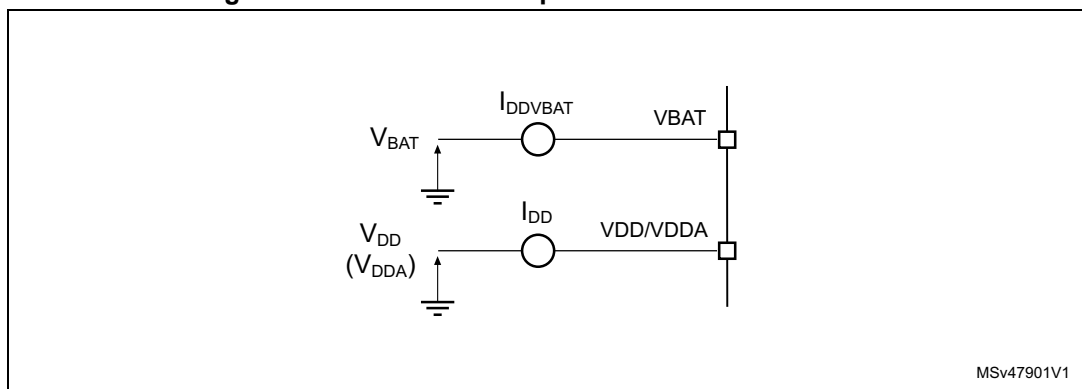 I_DDVBAT
VBAT
V_BAT
I_DD
VDD/VDDA
V_DD
(V_DDA)
MSv47901V1